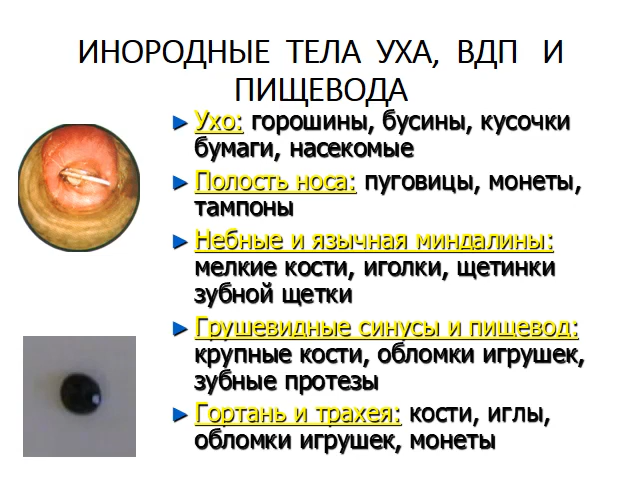 ИНОРОДНЫЕ ТЕЛА УХА, ВДП И
ПИЩЕВОДА
Ухо: горошины, бусины, кусочки
бумаги, насекомые
Полость носа: пуговицы, монеты,
тампоны
Небные и язычная миндалины:
мелкие кости, иголки, щетинки
зубной щетки
Грушевидные синусы и пищевод:
крупные кости, обломки игрушек,
зубные протезы
Гортань и трахея: кости, иглы,
обломки игрушек, монеты